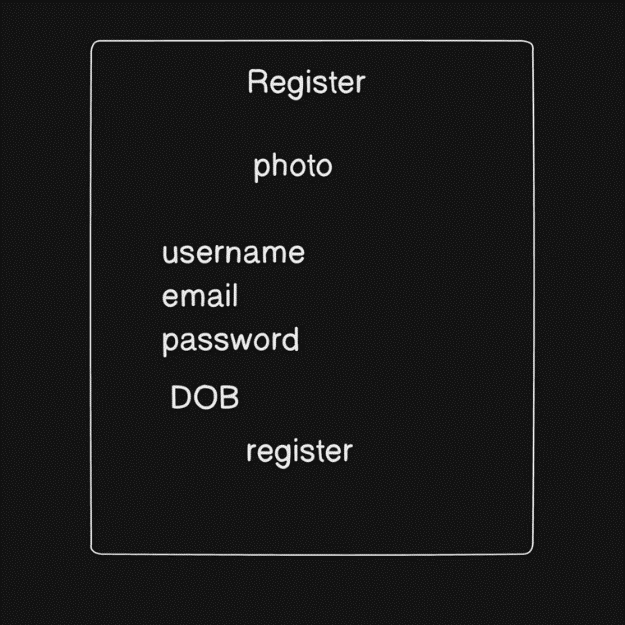 Register
photo
username
email
password
DOB
register